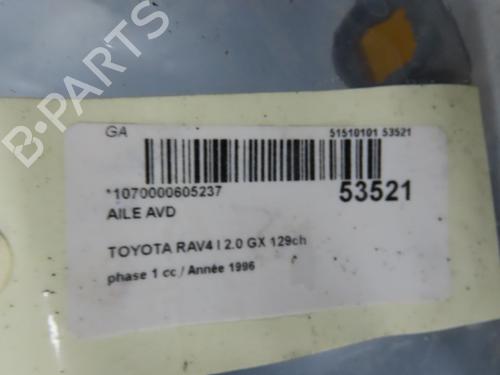 GA
51510101 53521
*1070000605237
53521
AILE AVD
TOYOTA RAV4 I 2.0 GX 129ch
phase 1 cc / Année 1996
B-PARTS